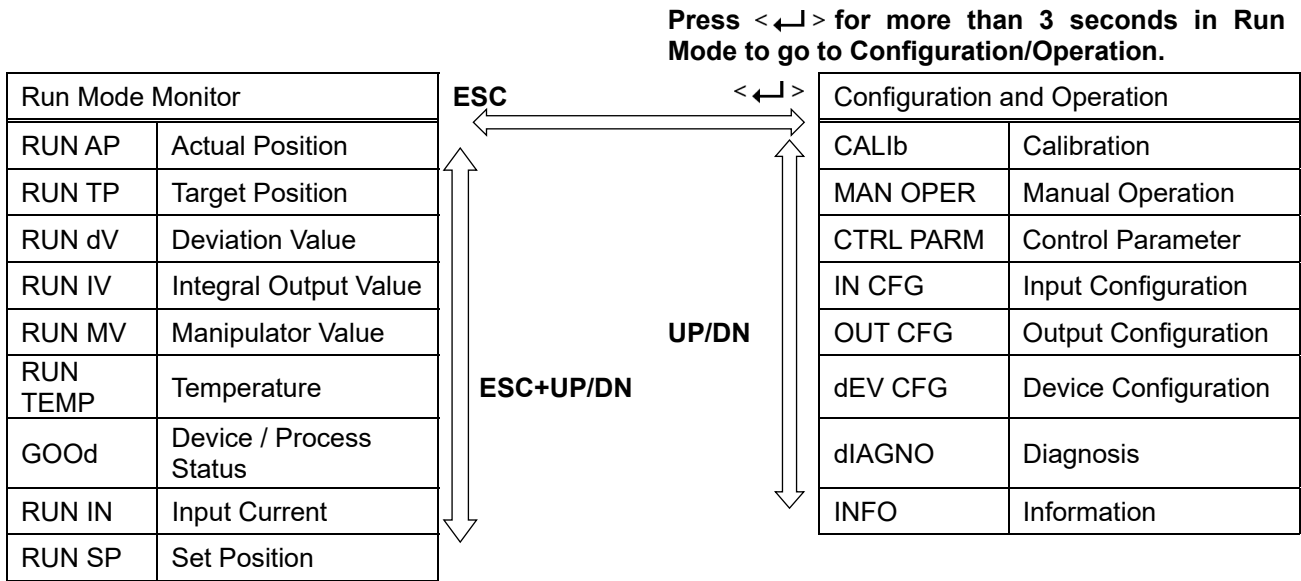 Press <↵> for more than 3 seconds in Run
Mode to go to Configuration/Operation.
Run Mode Monitor
ESC
<↵>
Configuration and Operation
RUN AP Actual Position
CALIb Calibration
RUN TP Target Position
MAN OPER Manual Operation
RUN dV Deviation Value
CTRL PARM Control Parameter
RUN IV Integral Output Value
IN CFG Input Configuration
RUN MV Manipulator Value
UP/DN
OUT CFG Output Configuration
RUN
TEMP
Temperature
ESC+UP/DN
dEV CFG Device Configuration
GOOd
Device / Process
Status
dIAGNO Diagnosis
RUN IN Input Current
INFO Information
RUN SP Set Position